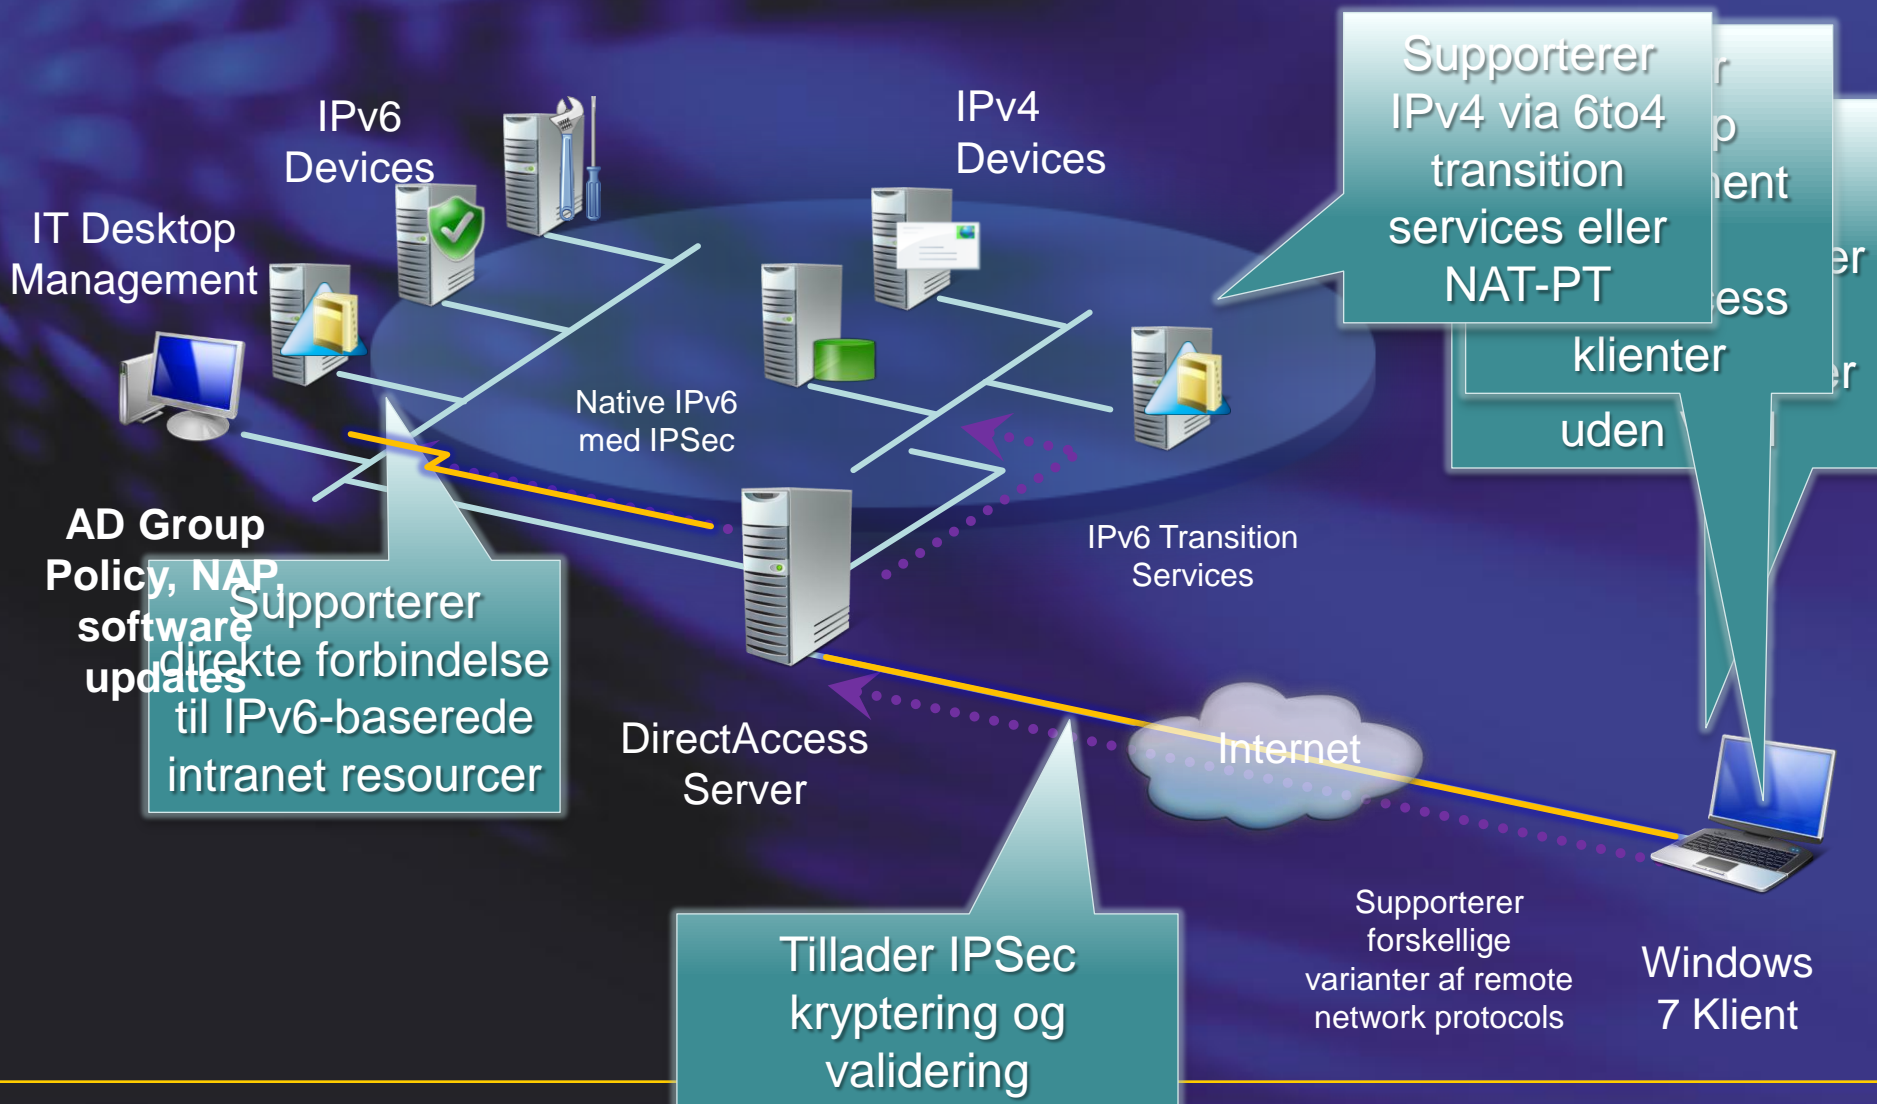 IPv6
Devices
IPv4
Devices
IT Desktop
Management
Supporterer
IPv4 via 6to4
transition
services eller
NAT-PT
klienter
uden
Native IPv6
med IPSec
AD Group
Policy, NAP,
software
updates
Supporterer
direkte forbindelse
til IPv6-baserede
intranet resourcer
IPv6 Transition
Services
DirectAccess
Server
Internet
Tillader IPSec
kryptering og
validering
Supporterer
forskellige
varianter af remote
network protocols
Windows
7 Klient